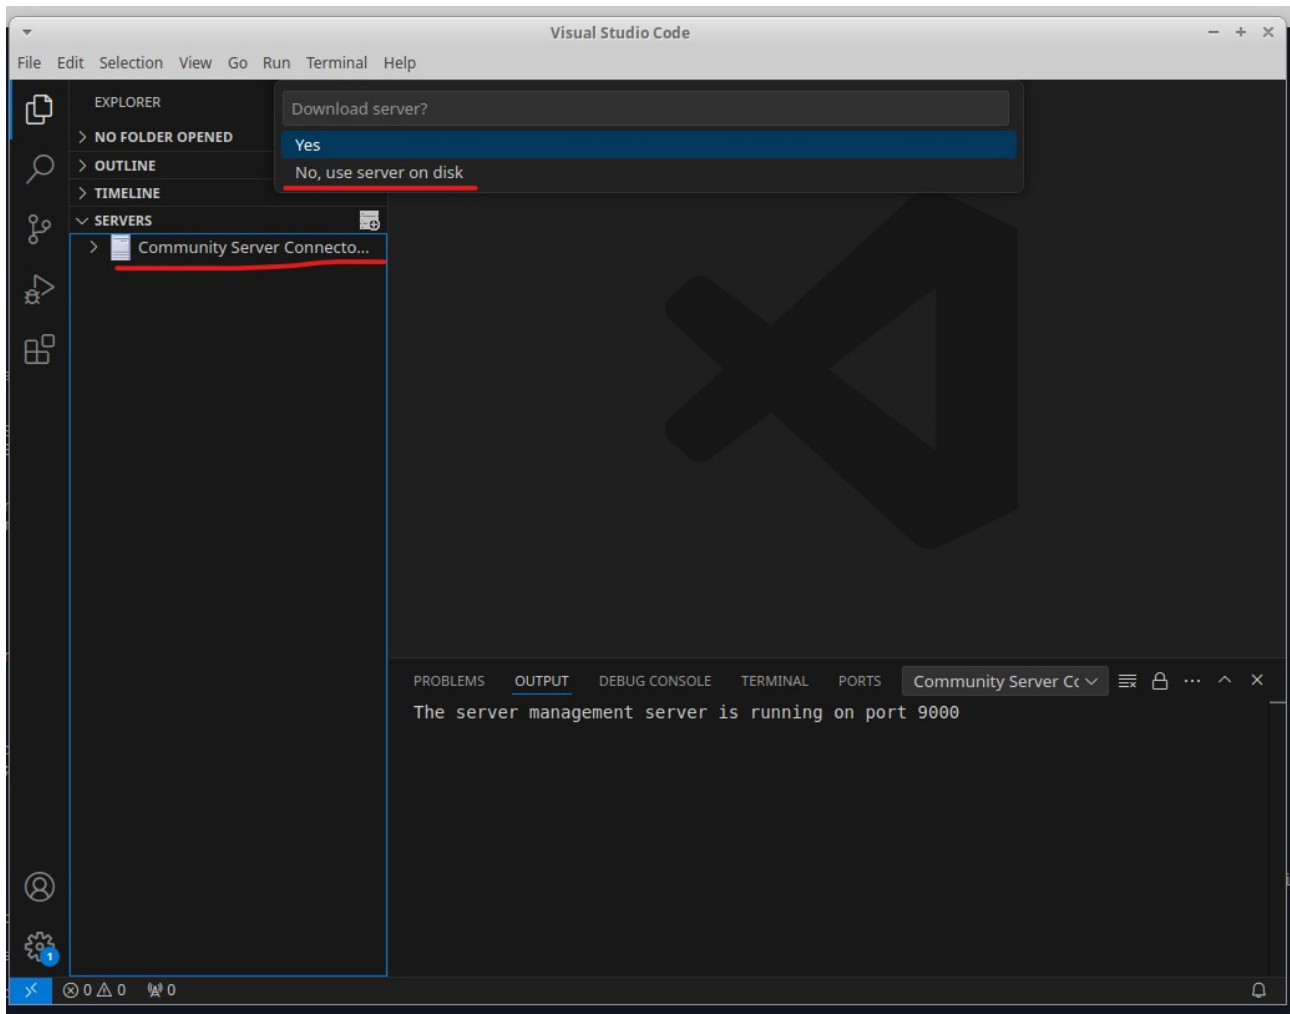 Visual Studio Code
File Edit Selection View Go Run Terminal Help
EXPLORER
NO FOLDER OPENED
OUTLINE
TIMELINE
SERVERS
Community Server Connecto...
Download server?
Yes
No, use server on disk
PROBLEMS OUTPUT DEBUG CONSOLE TERMINAL PORTS Community Server Cc
The server management server is running on port 9000
1
0 0 0